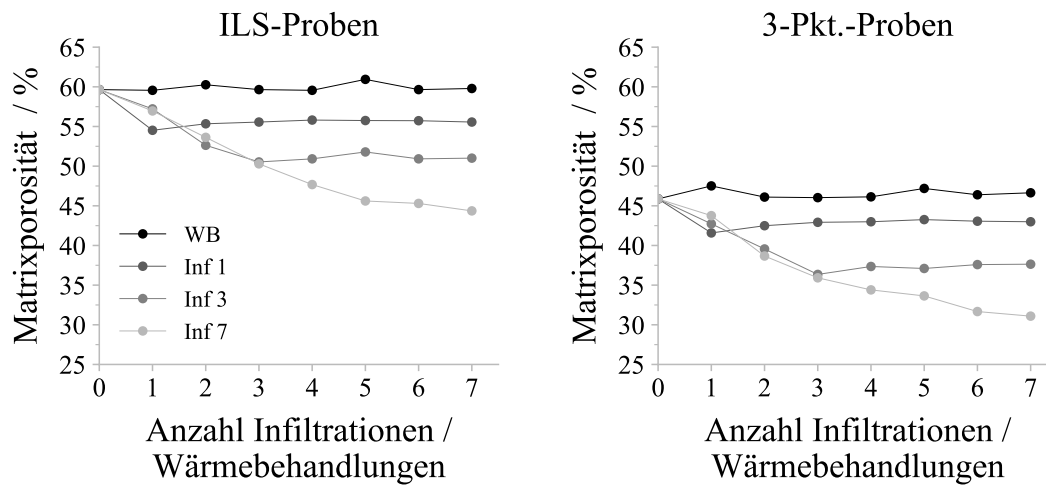 ILS-Proben
Matrixporosität / %
65
60
55
50
45
40
35
30
25
WB
Inf 1
Inf 3
Inf 7
0 1 2 3 4 5 6 7
Anzahl Infiltrationen /
Wärmebehandlungen
3-Pkt.-Proben
Matrixporosität / %
65
60
55
50
45
40
35
30
25
0 1 2 3 4 5 6 7
Anzahl Infiltrationen /
Wärmebehandlungen